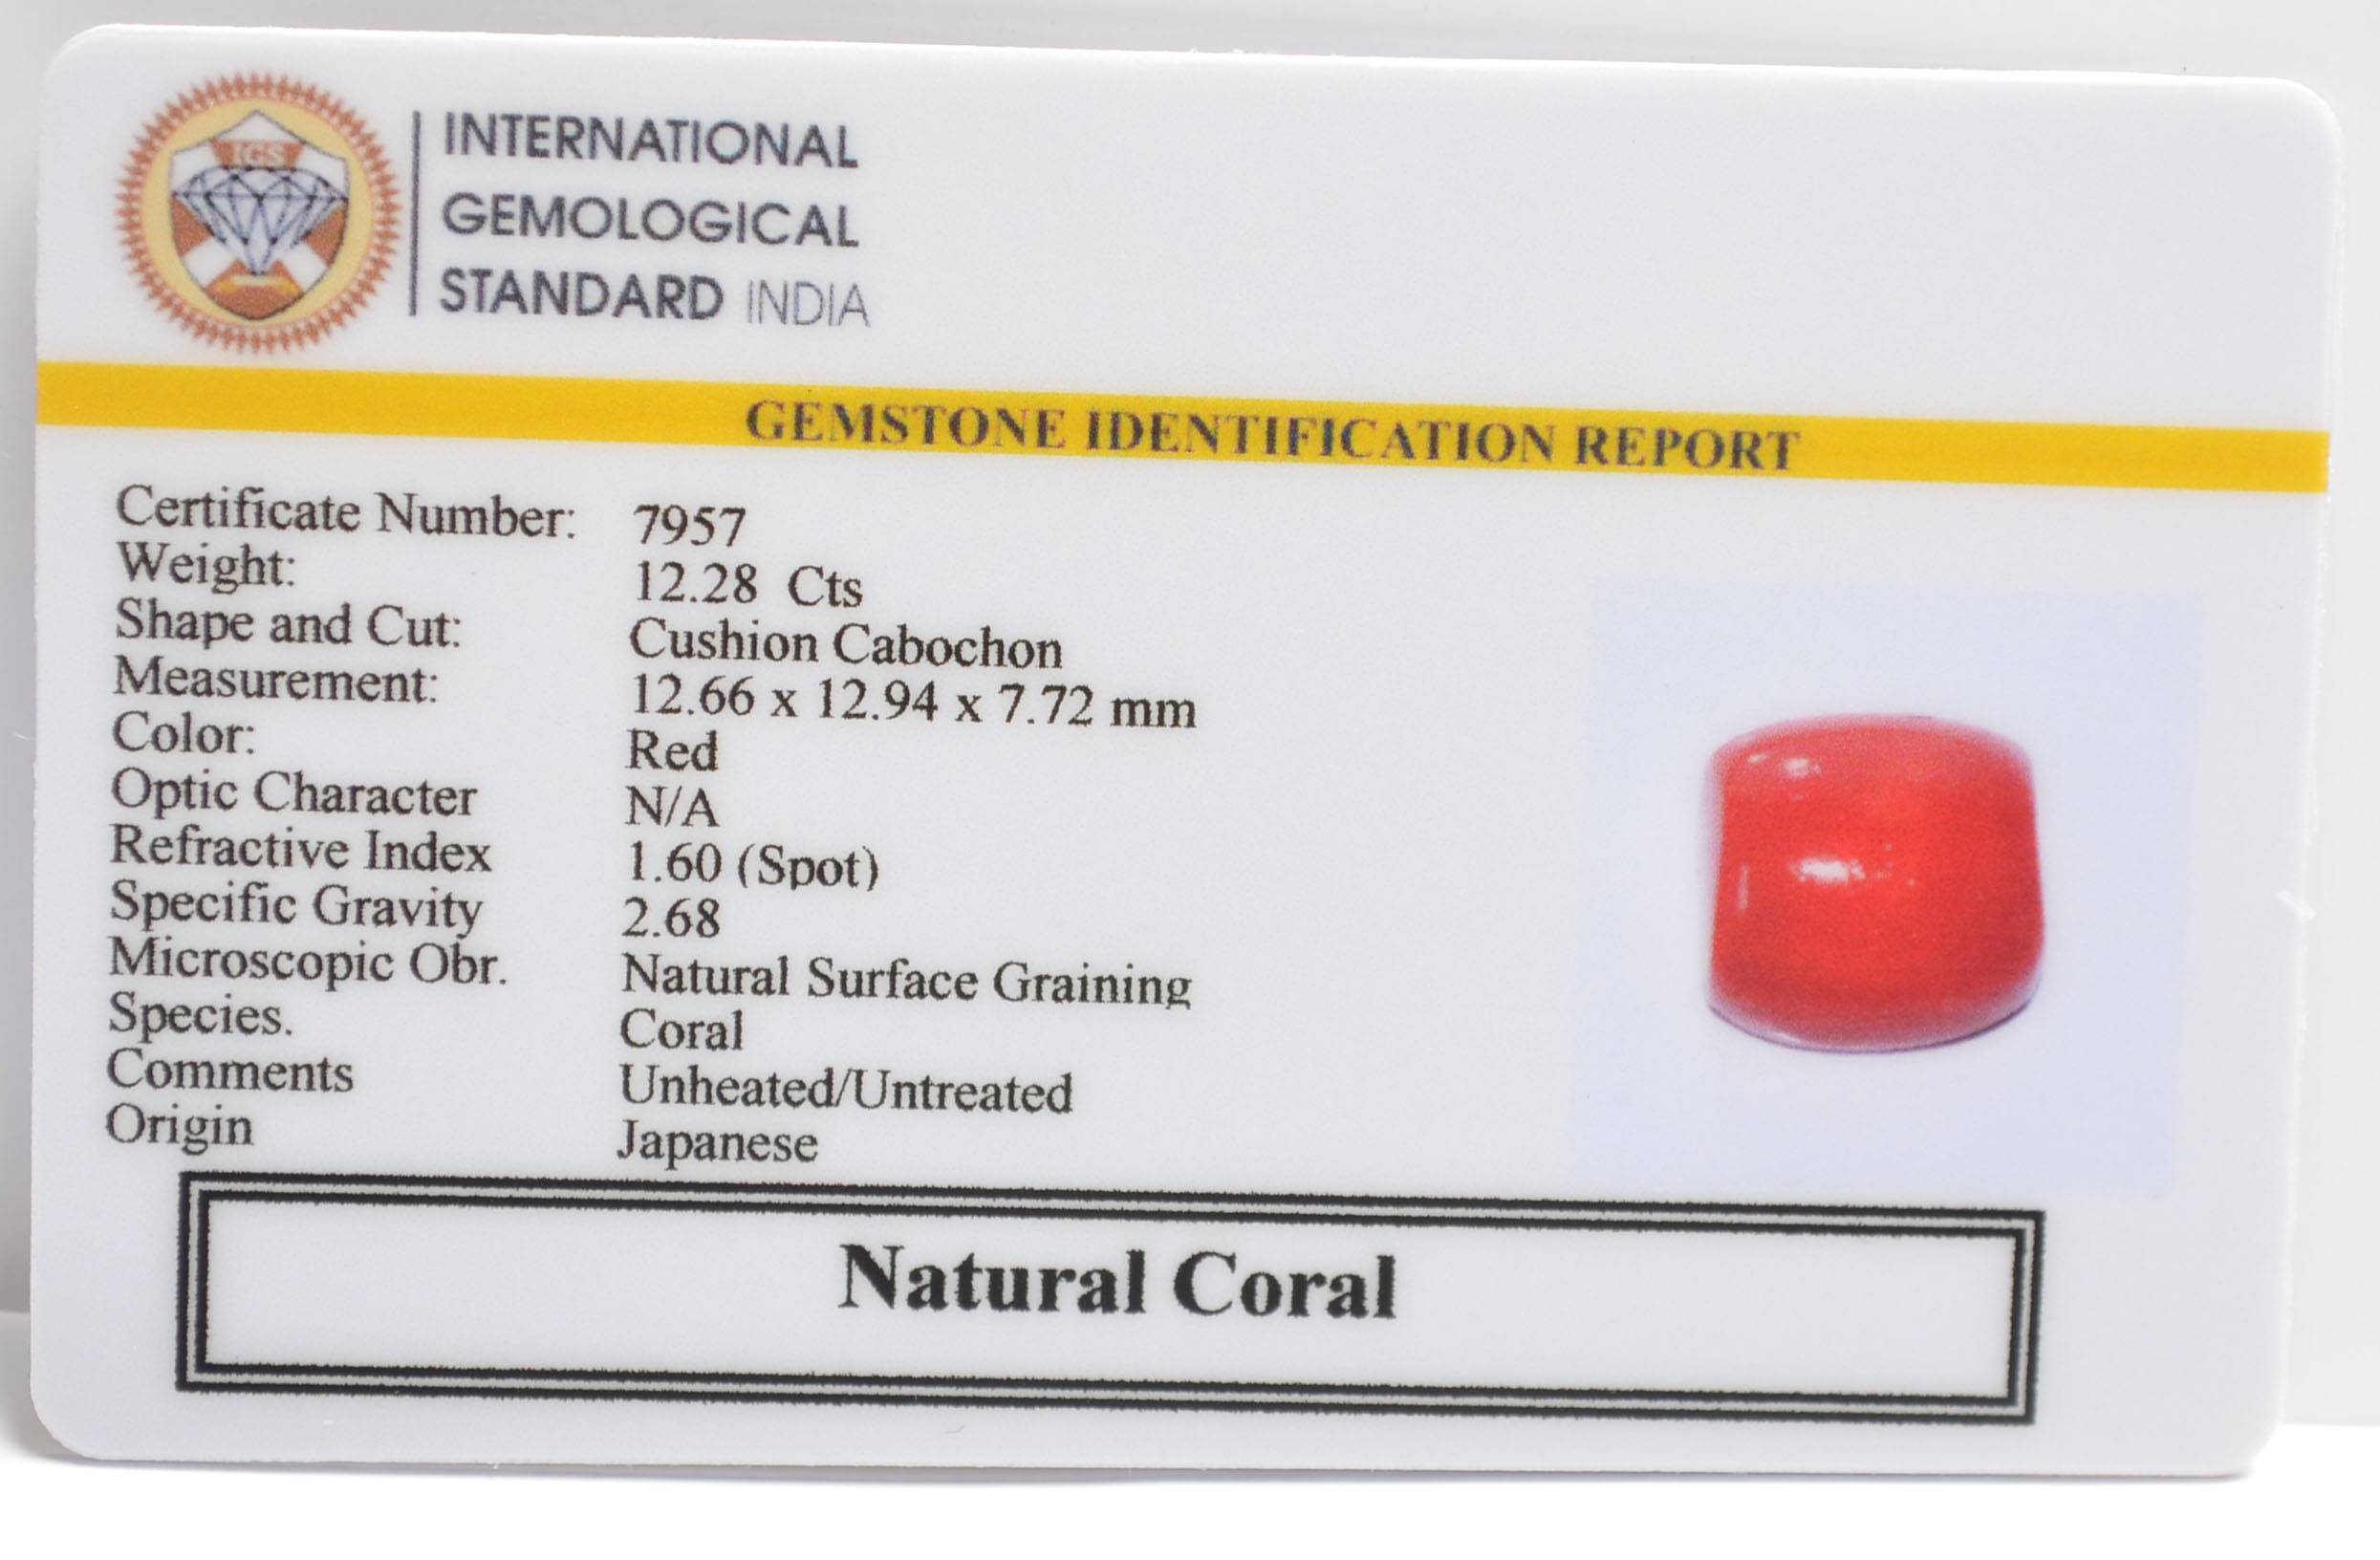 IGS
INTERNATIONAL
GEMOLOGICAL
STANDARD INDIA
GEMSTONE IDENTIFICATION REPORT
Certificate Number: 7957
Weight: 12.28 Cts
Shape and Cut: Cushion Cabochon
Measurement: 12.66 x 12.94 x 7.72 mm
Color: Red
Optic Character N/A
Refractive Index 1.60 (Spot)
Specific Gravity 2.68
Microscopic Obr. Natural Surface Graining
Species. Coral
Comments Unheated/Untreated
Origin Japanese
Natural Coral